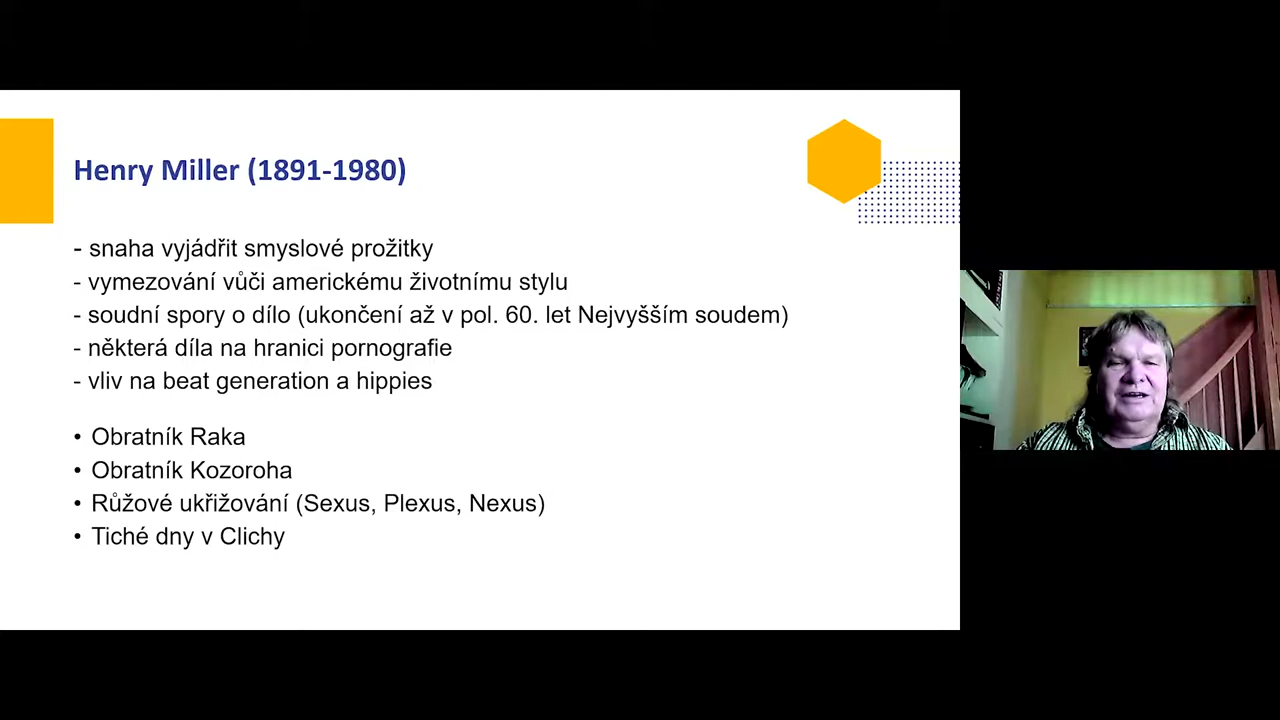 Henry Miller (1891-1980)
- snaha vyjádřit smyslové prožitky
- vymezování vůči americkému životnímu stylu
- soudní spory o dílo (ukončení až v pol. 60. let Nejvyšším soudem)
- některá díla na hranici pornografie
- vliv na beat generation a hippies
• Obratník Raka
• Obratník Kozoroha
• Růžové ukřižování (Sexus, Plexus, Nexus)
• Tiché dny v Clichy